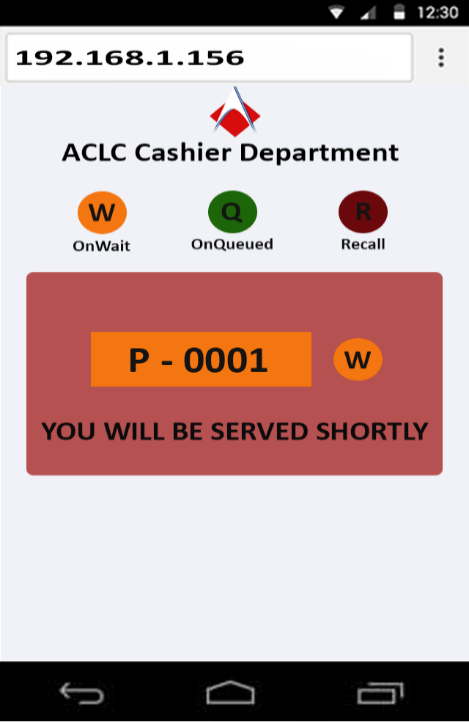 12:30
192.168.1.156
ACLC Cashier Department
W Q R
OnWait OnQueued Recall
P - 0001 W
YOU WILL BE SERVED SHORTLY